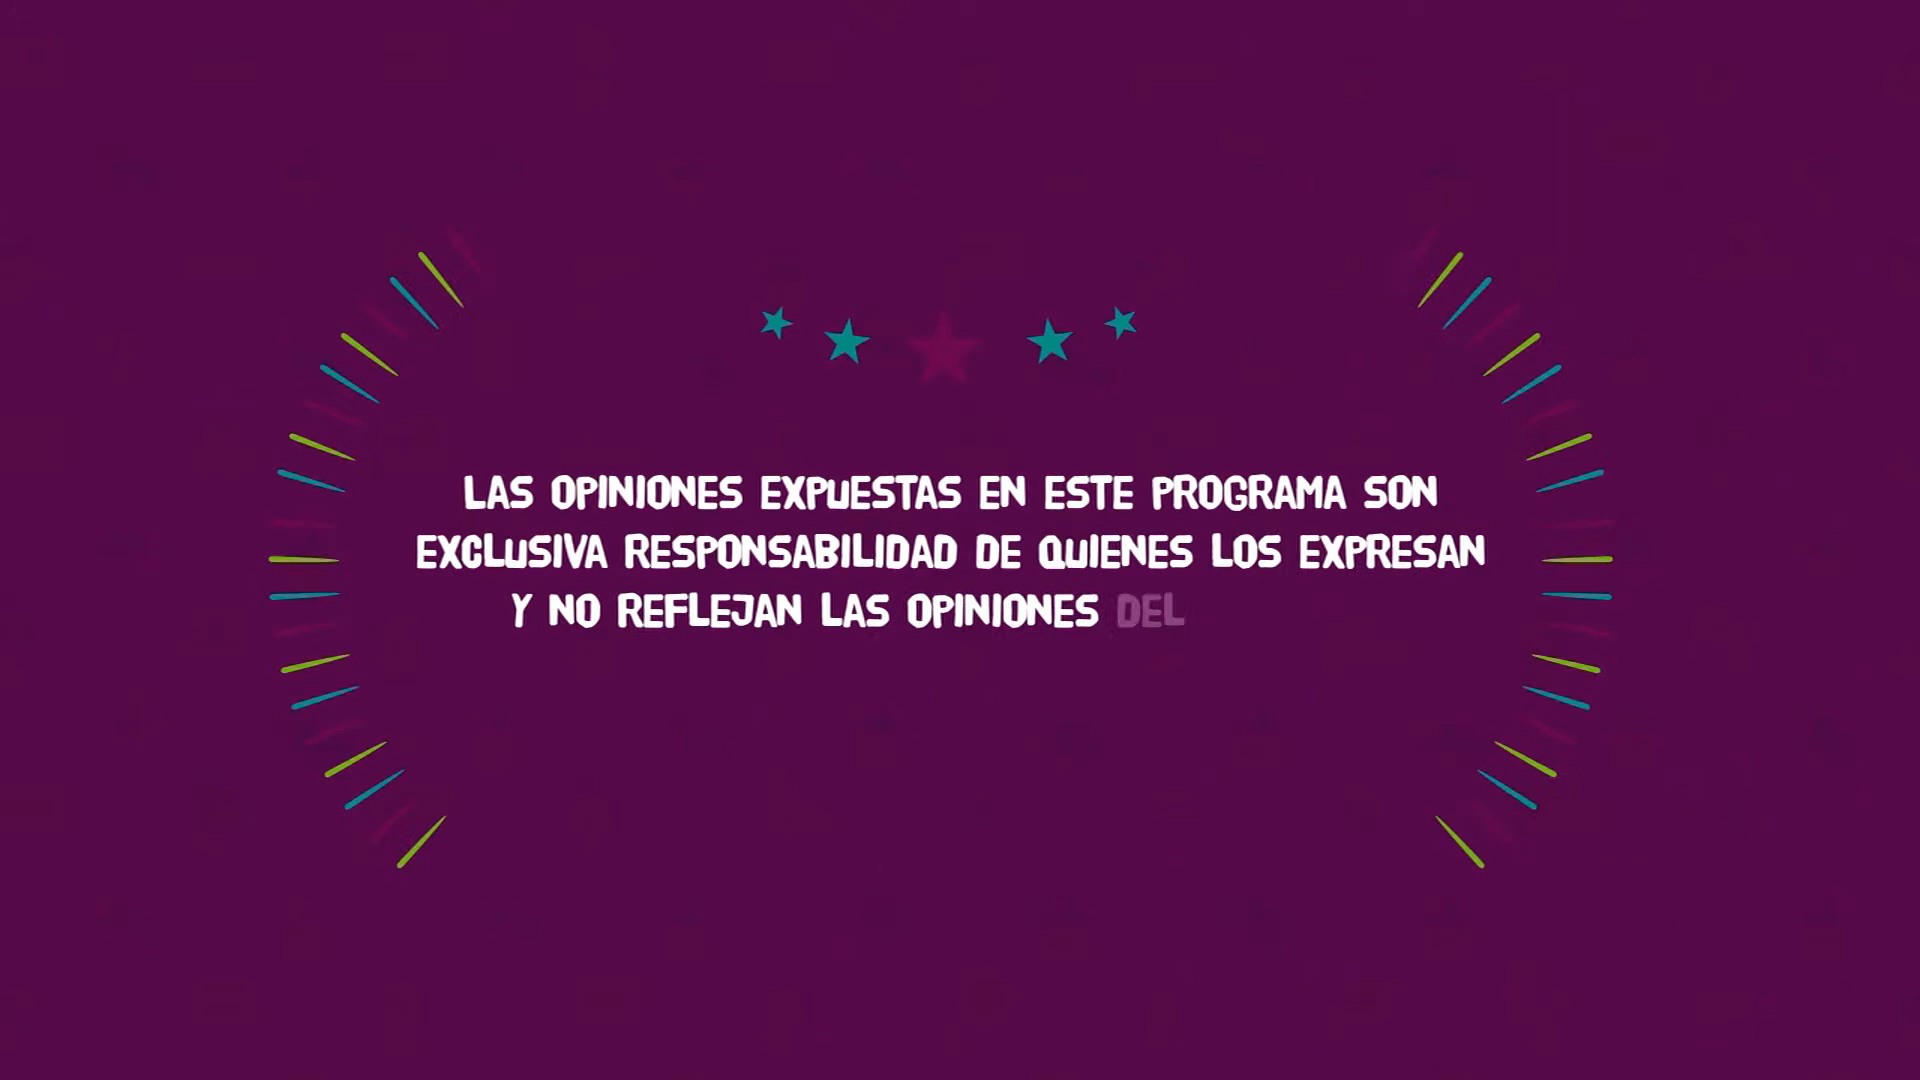 LAS OPINIONES EXPUESTAS EN ESTE PROGRAMA SON
EXCLUSIVA RESPONSABILIDAD DE QUIENES LOS EXPRESAN
Y NO REFLEJAN LAS OPINIONES DEL